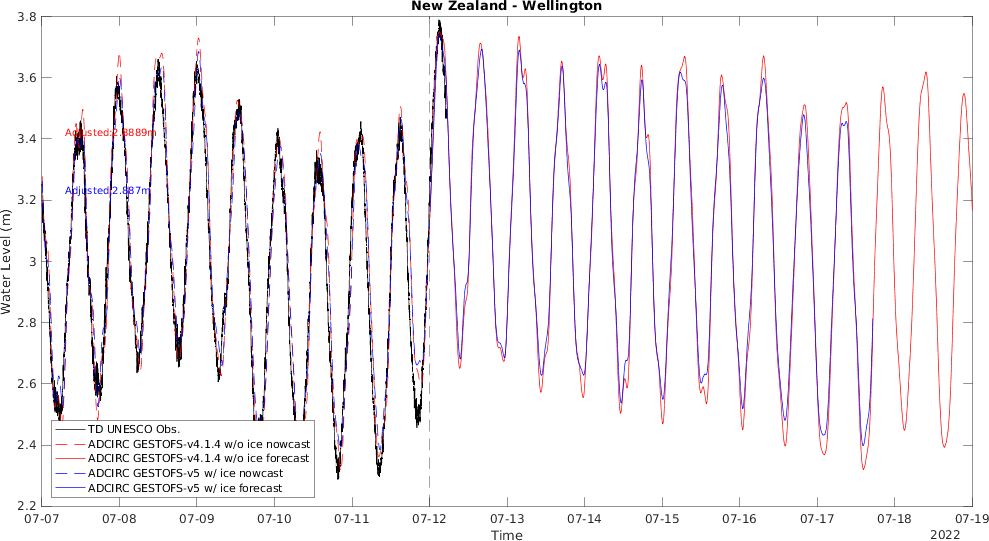 New Zealand - Wellington
3.8
3.6
3.4
3.2
3
2.8
2.6
2.4
2.2
Water Level (m)
Adjusted:2.8889m
Adjusted:2.887m
TD UNESCO Obs.
ADCIRC GESTOFS-v4.1.4 w/o ice nowcast
ADCIRC GESTOFS-v4.1.4 w/o ice forecast
ADCIRC GESTOFS-v5 w/ ice nowcast
ADCIRC GESTOFS-v5 w/ ice forecast
07-07 07-08 07-09 07-10 07-11 07-12 07-13 07-14 07-15 07-16 07-17 07-18 07-19
Time
2022